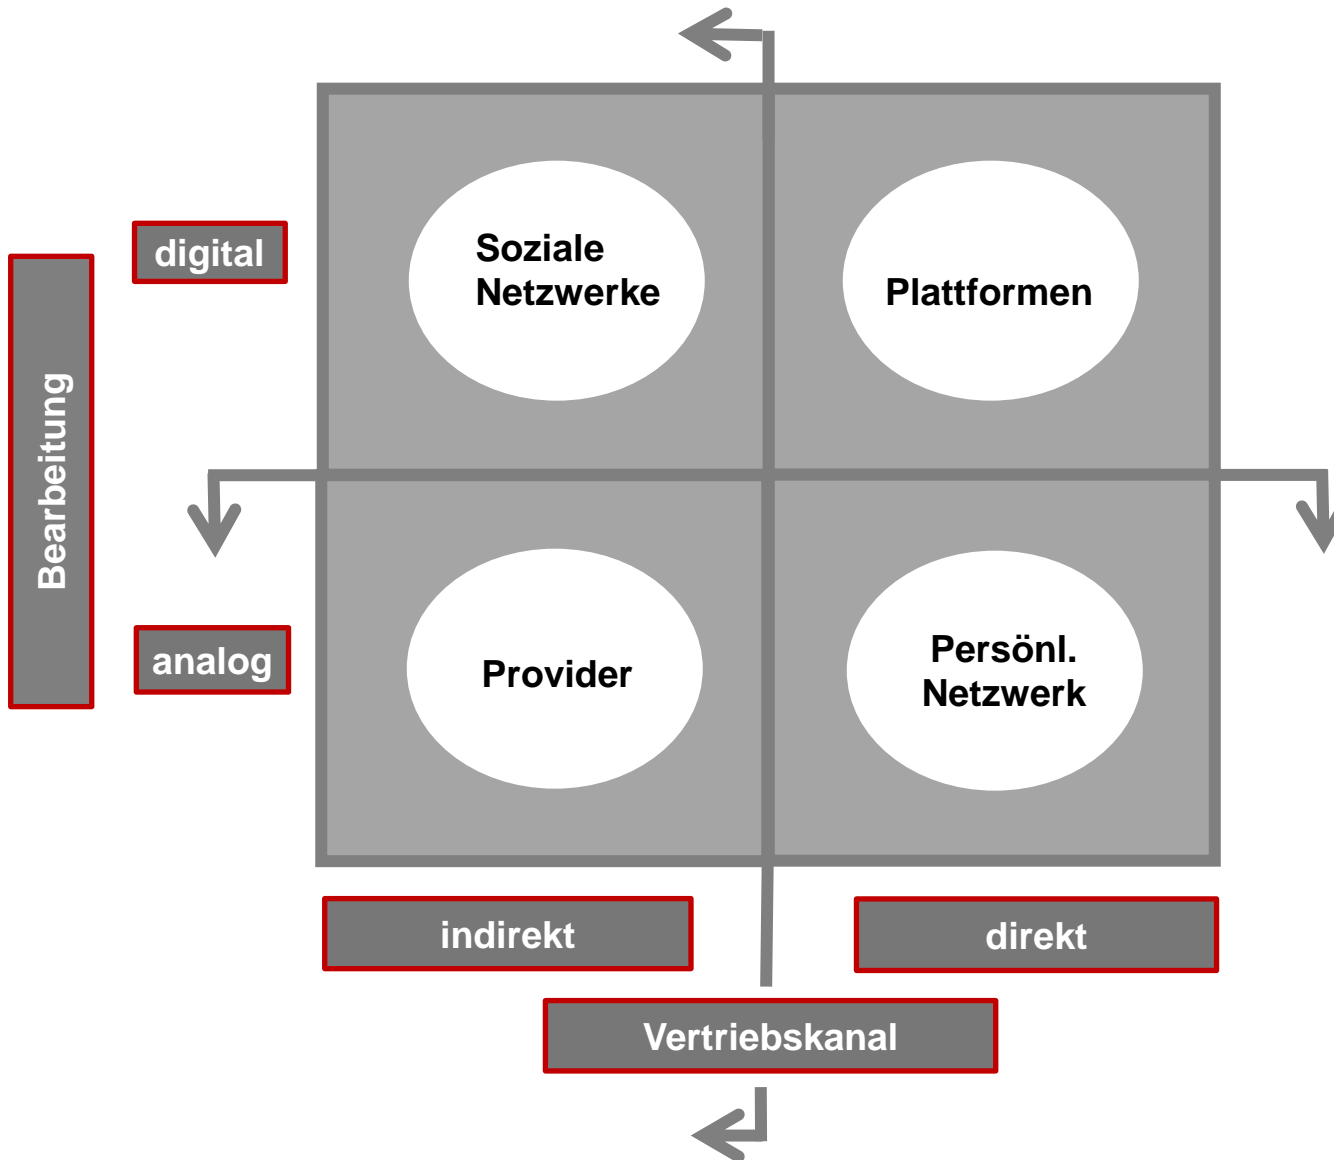 digital
Soziale
Netzwerke
Plattformen
Bearbeitung
analog
Provider
Persönl.
Netzwerk
indirekt
direkt
Vertriebskanal